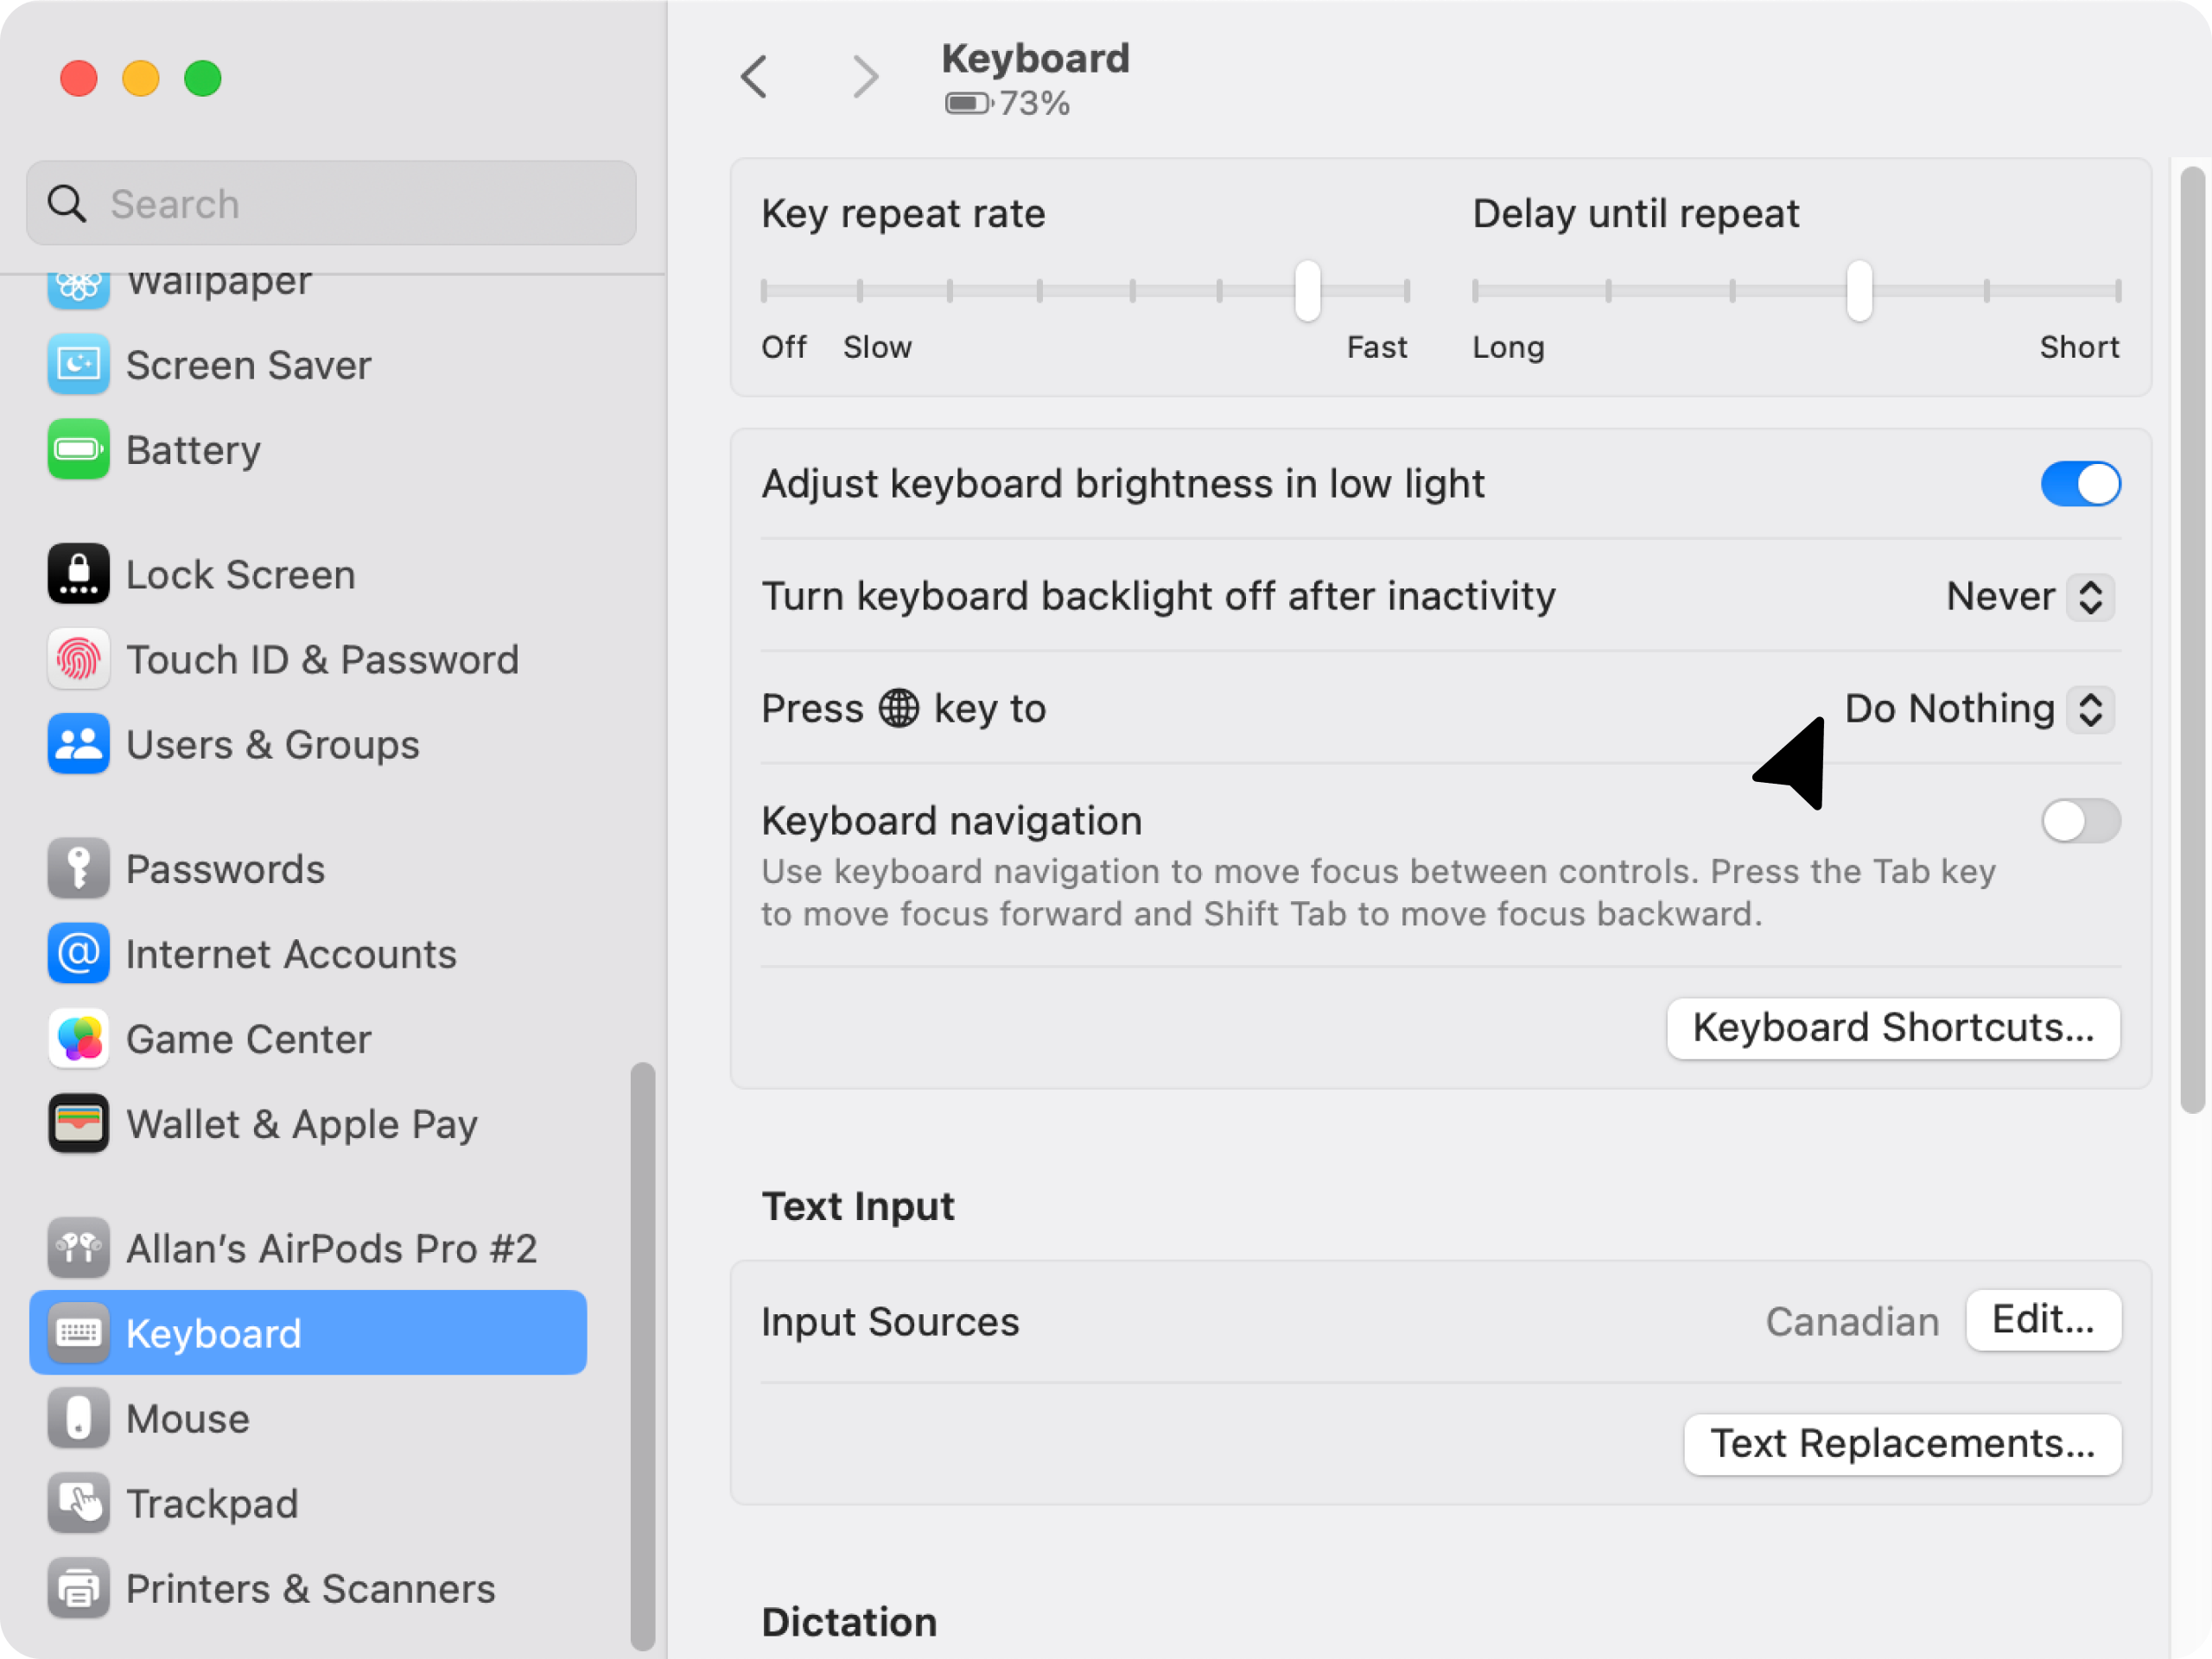 Search
Wallpaper
Screen Saver
Battery
Lock Screen
Touch ID & Password
Users & Groups
Passwords
Internet Accounts
Game Center
Wallet & Apple Pay
Allan’s AirPods Pro #2
Keyboard
Mouse
Trackpad
Printers & Scanners
Keyboard
73%
Key repeat rate
Off Slow Fast
Delay until repeat
Long Short
Adjust keyboard brightness in low light
Turn keyboard backlight off after inactivity Never
Press key to Do Nothing
Keyboard navigation
Use keyboard navigation to move focus between controls. Press the Tab key
to move focus forward and Shift Tab to move focus backward.
Keyboard Shortcuts...
Text Input
Input Sources Canadian Edit...
Text Replacements...
Dictation